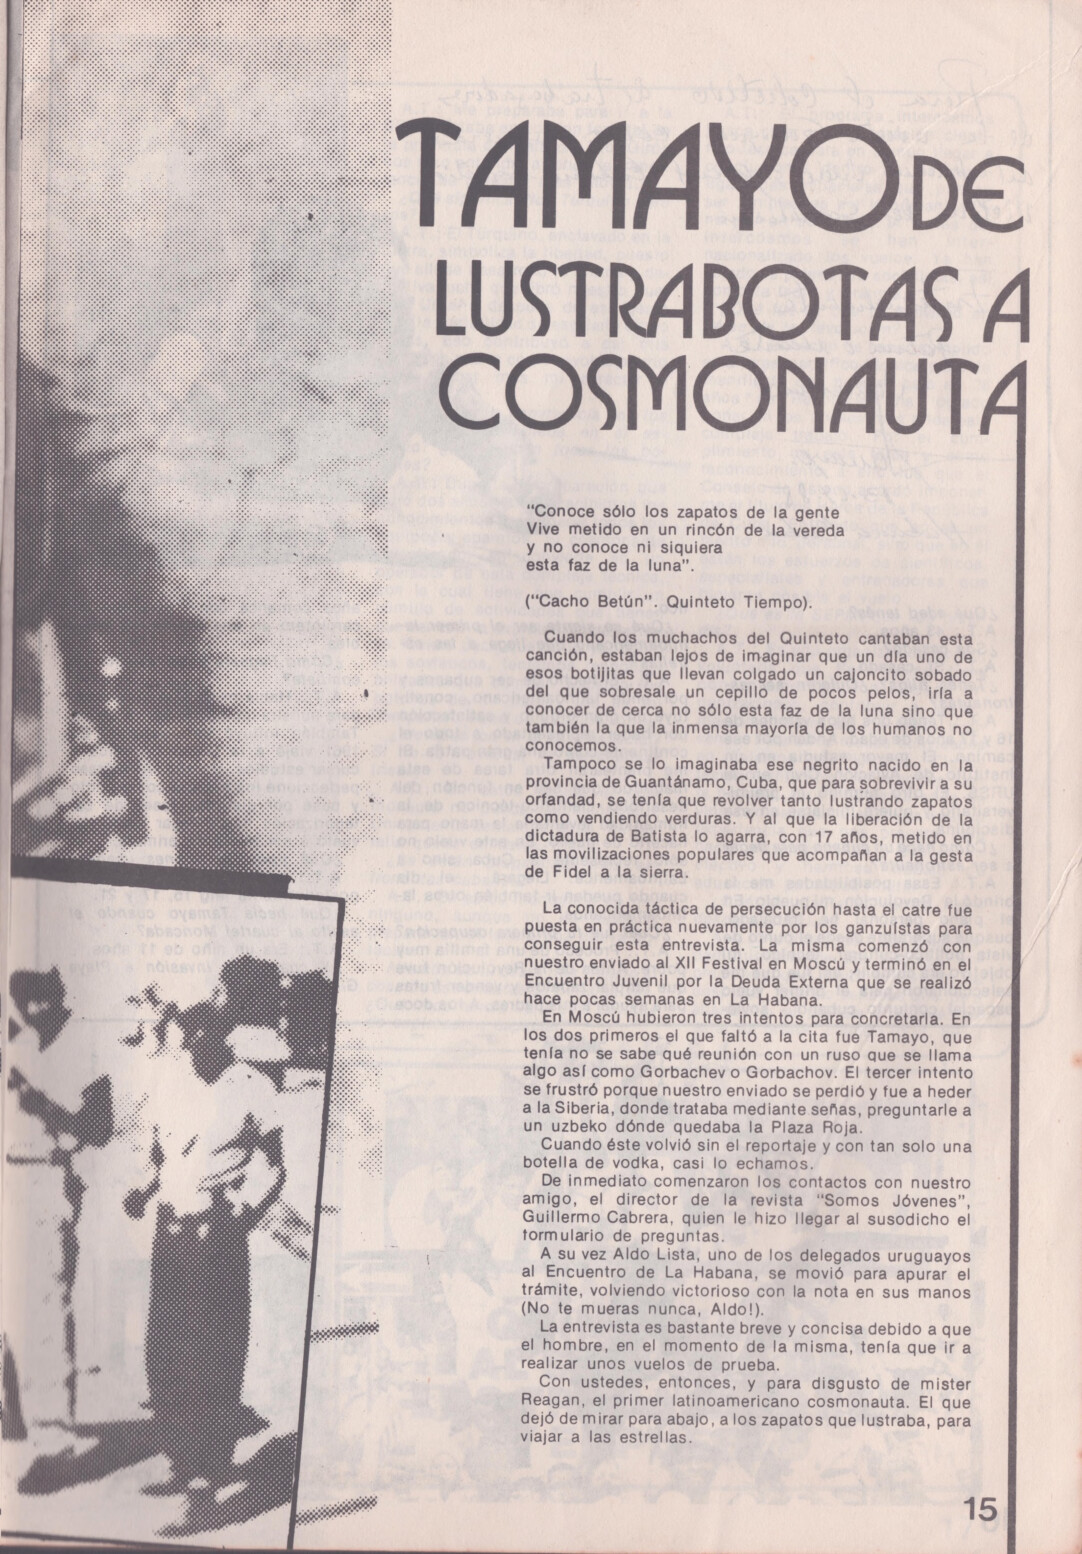 TAMAYO DE
LUSTRABOTAS A
COSMONAUTA
"Conoce sólo los zapatos de la gente
Vive metido en un rincón de la vereda
y no conoce ni siquiera
esta faz de la luna".
("Cacho Betún". Quinteto Tiempo).
Cuando los muchachos del Quinteto cantaban esta
canción, estaban lejos de imaginar que un día uno de
esos botijitas que llevan colgado un cajoncito sobado
del que sobresale un cepillo de pocos pelos, iría a
conocer de cerca no sólo esta faz de la luna sino que
también la que la inmensa mayoría de los humanos no
conocemos.
Tampoco se lo imaginaba ese negrito nacido en la
provincia de Guantánamo, Cuba, que para sobrevivir a su
orfandad, se tenía que revolver tanto lustrando zapatos
como vendiendo verduras. Y al que la liberación de la
dictadura de Batista lo agarra, con 17 años, metido en
las movilizaciones populares que acompañan a la gesta
de Fidel a la sierra.
La conocida táctica de persecución hasta el catre fue
puesta en práctica nuevamente por los ganzuístas para
conseguir esta entrevista. La misma comenzó con
nuestro enviado al XII Festival en Moscú y terminó en el
Encuentro Juvenil por la Deuda Externa que se realizó
hace pocas semanas en La Habana.
En Moscú hubieron tres intentos para concretarla. En
los dos primeros el que faltó a la cita fue Tamayo, que
tenía no se sabe qué reunión con un ruso que se llama
algo así como Gorbachev o Gorbachov. El tercer intento
se frustró porque nuestro enviado se perdió y fue a heder
a la Siberia, donde trataba mediante señas, preguntarle a
un uzbeko dónde quedaba la Plaza Roja.
Cuando éste volvió sin el reportaje y con tan solo una
botella de vodka, casi lo echamos.
De inmediato comenzaron los contactos con nuestro
amigo, el director de la revista "Somos Jóvenes",
Guillermo Cabrera, quien le hizo llegar al susodicho el
formulario de preguntas.
A su vez Aldo Lista, uno de los delegados uruguayos
al Encuentro de La Habana, se movió para apurar el
trámite, volviendo victorioso con la nota en sus manos
(No te mueras nunca, Aldo!).
La entrevista es bastante breve y concisa debido a que
el hombre, en el momento de la misma, tenía que ir a
realizar unos vuelos de prueba.
Con ustedes, entonces, y para disgusto de mister
Reagan, el primer latinoamericano cosmonauta. El que
dejó de mirar para abajo, a los zapatos que lustraba, para
viajar a las estrellas.
15